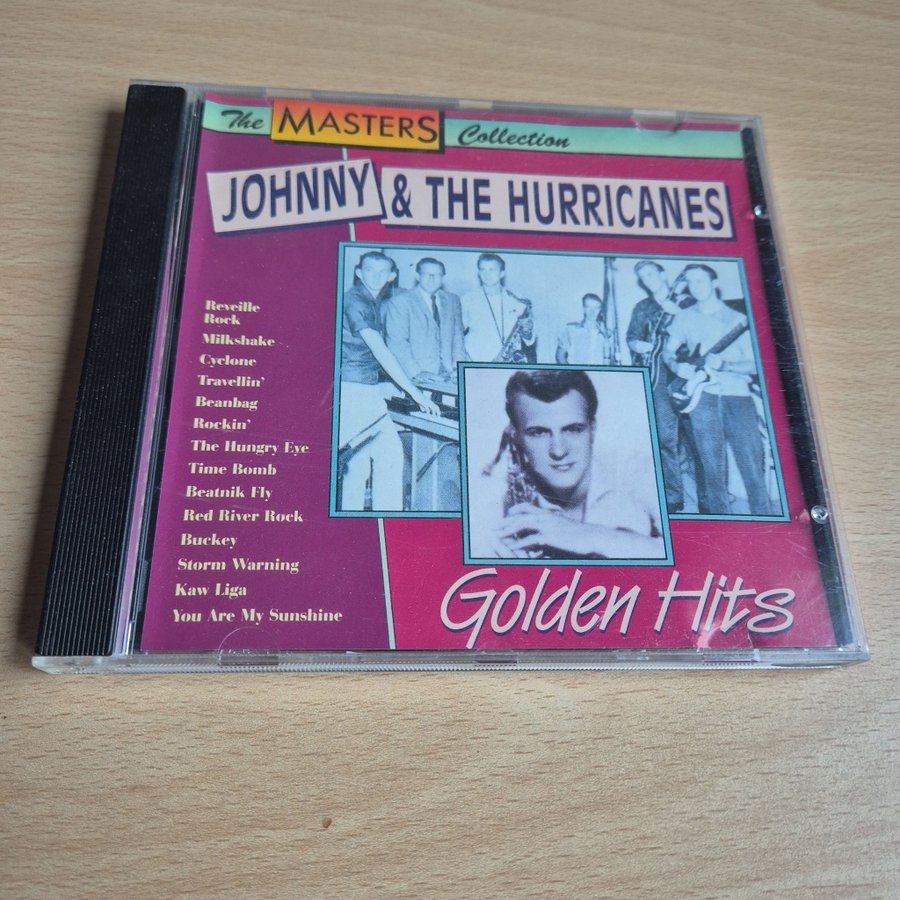 The MASTERS Collection
JOHNNY & THE HURRICANES
Reveille
Rock
Milkshake
Cyclone
Travellin'
Beanbag
Rockin'
The Hungry Eye
Time Bomb
Beatnik Fly
Red River Rock
Buckey
Storm Warning
Kaw Liga
You Are My Sunshine
Golden Hits